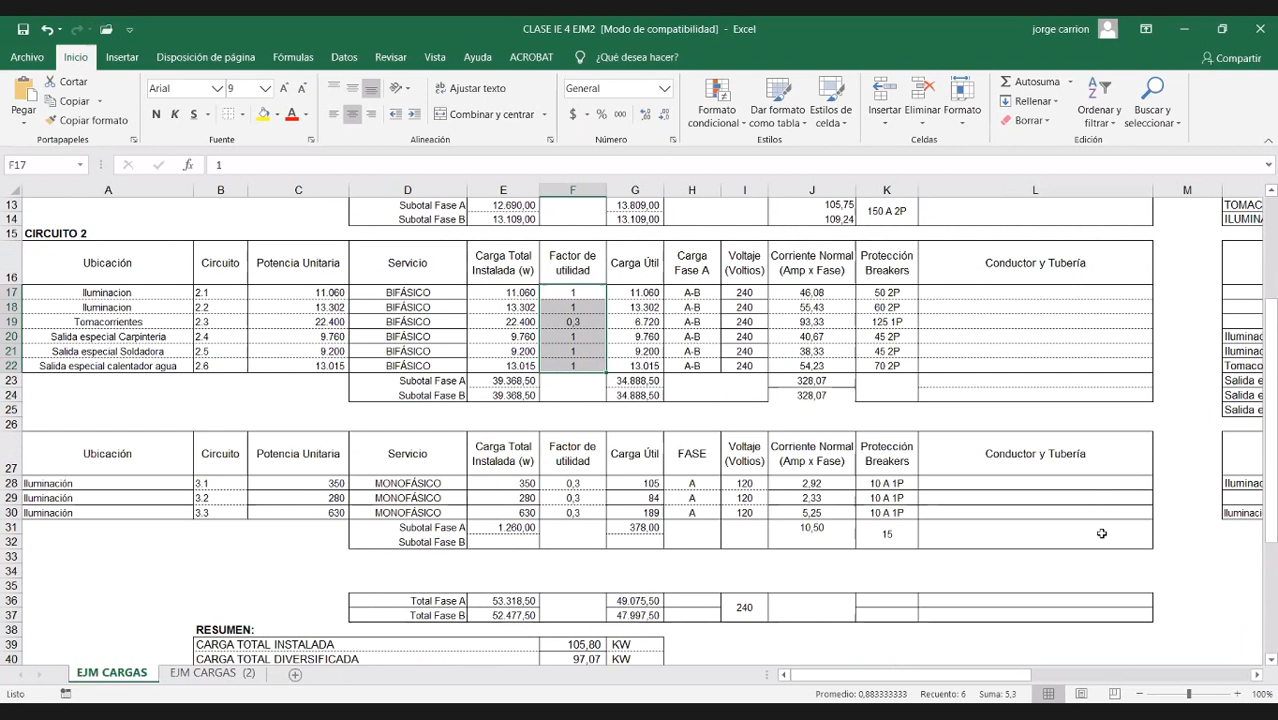 CLASE IE 4 EJM2 [Modo de compatibilidad] - Excel
jorge carrion
Archivo Inicio Insertar Disposición de página Fórmulas Datos Revisar Vista Ayuda ACROBAT ¿Qué desea hacer? Compartir
Pegar Cortar Copiar Copiar formato
Arial 9
N K S
Ajustar texto
Combinar y centrar
General
$ % 000
Formato condicional Dar formato como tabla Estilos de celda
Insertar Eliminar Formato
Autosuma Rellenar Borrar
Ordenar y filtrar Buscar y seleccionar
Portapapeles Fuente Alineación Número Estilos Celdas Edición
F17 fx 1
A B C D E F G H I J K L M
13 Subtotal Fase A 12.690,00 13.809,00 105,75 150 A 2P TOMAC
14 Subtotal Fase B 13.109,00 13.109,00 109,24 ILUMINA
15 CIRCUITO 2
16 Ubicación Circuito Potencia Unitaria Servicio Carga Total Instalada (w) Factor de utilidad Carga Útil Carga Fase A Voltaje (Voltios) Corriente Normal (Amp x Fase) Protección Breakers Conductor y Tubería
17 Iluminacion 2.1 11.060 BIFÁSICO 11.060 1 11.060 A-B 240 46,08 50 2P
18 Iluminacion 2.2 13.302 BIFÁSICO 13.302 1 13.302 A-B 240 55,43 60 2P
19 Tomacorrientes 2.3 22.400 BIFÁSICO 22.400 0,3 6.720 A-B 240 93,33 125 1P
20 Salida especial Carpinteria 2.4 9.760 BIFÁSICO 9.760 1 9.760 A-B 240 40,67 45 2P Iluminac
21 Salida especial Soldadora 2.5 9.200 BIFÁSICO 9.200 1 9.200 A-B 240 38,33 45 2P Iluminac
22 Salida especial calentador agua 2.6 13.015 BIFÁSICO 13.015 1 13.015 A-B 240 54,23 70 2P Tomoco
23 Subtotal Fase A 39.368,50 34.888,50 328,07 Salida e
24 Subtotal Fase B 39.368,50 34.888,50 328,07 Salida e
25 Salida e
26
27 Ubicación Circuito Potencia Unitaria Servicio Carga Total Instalada (w) Factor de utilidad Carga Útil FASE Voltaje (Voltios) Corriente Normal (Amp x Fase) Protección Breakers Conductor y Tubería
28 Iluminación 3.1 350 MONOFÁSICO 350 0,3 105 A 120 2,92 10 A 1P Iluminac
29 Iluminación 3.2 280 MONOFÁSICO 280 0,3 84 A 120 2,33 10 A 1P
30 Iluminación 3.3 630 MONOFÁSICO 630 0,3 189 A 120 5,25 10 A 1P Iluminac
31 Subtotal Fase A 1.260,00 378,00 10,50 15
32 Subtotal Fase B
33
34
35
36 Total Fase A 53.318,50 49.075,50 240
37 Total Fase B 52.477,50 47.997,50
38 RESUMEN:
39 CARGA TOTAL INSTALADA 105,80 KW
40 CARGA TOTAL DIVERSIFICADA 97,07 KW
EJM CARGAS EJM CARGAS (2)
Listo Promedio: 0,883333333 Recuento: 6 Suma: 5,3 100%